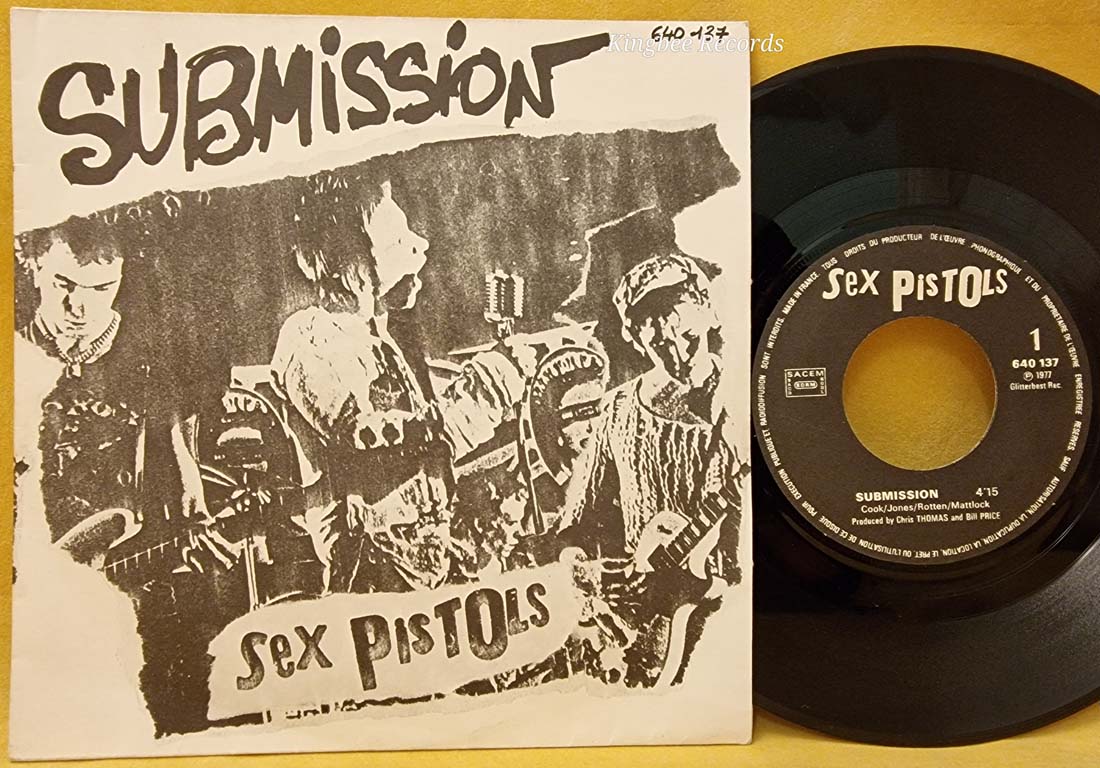 640 137
Kingbee Records
SUBMiSSiON
Sex PisTOLs
MADE IN FRANCE. TOUS DROITS DU PRODUCTEUR DE L'ŒUVRE PHONOGRAPHIQUE ET DU PROPRIETAIRE DE L'ŒUVRE ENREGISTREE RESERVES. SAUF AUTORISATION, LA DUPLICATION, LA LOCATION, LE PRET, OU L'UTILISATION DE CE DISQUE POUR EXECUTION PUBLIQUE ET RADIODIFFUSION SONT INTERDITS.
Sex PisTOLs
1
640 137
SACEM
SDRM
℗ 1977
Glitterbest Rec.
SUBMISSION 4'15
Cook/Jones/Rotten/Mattlock
Produced by Chris THOMAS and Bill PRICE